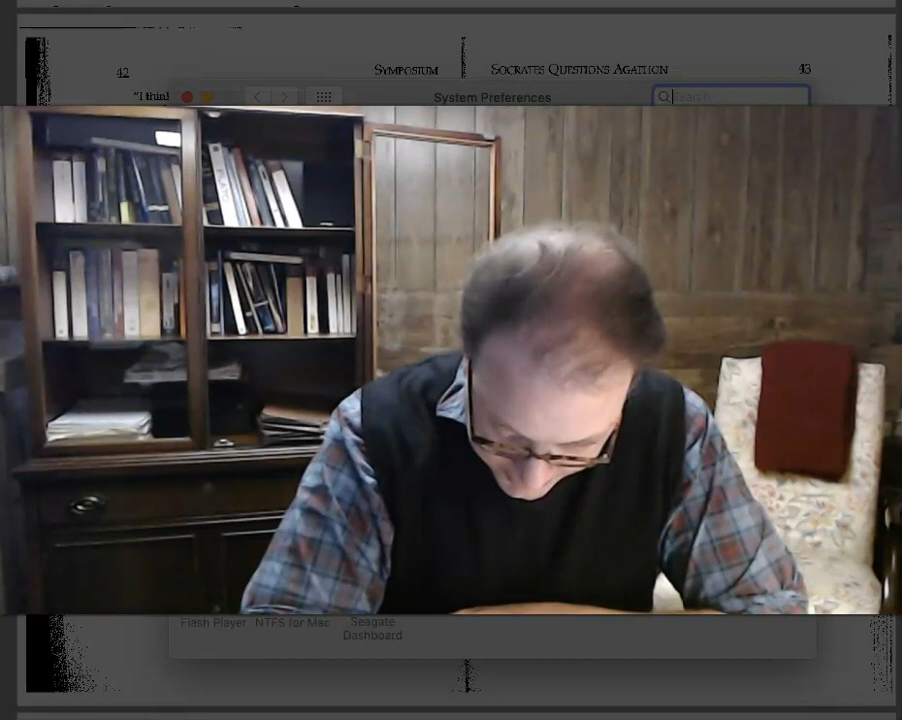 42 SYMPOSIUM SOCRATES QUESTIONS AGATHON 43
"I think
System Preferences Search
Flash Player NTFS for Mac Seagate
Dashboard